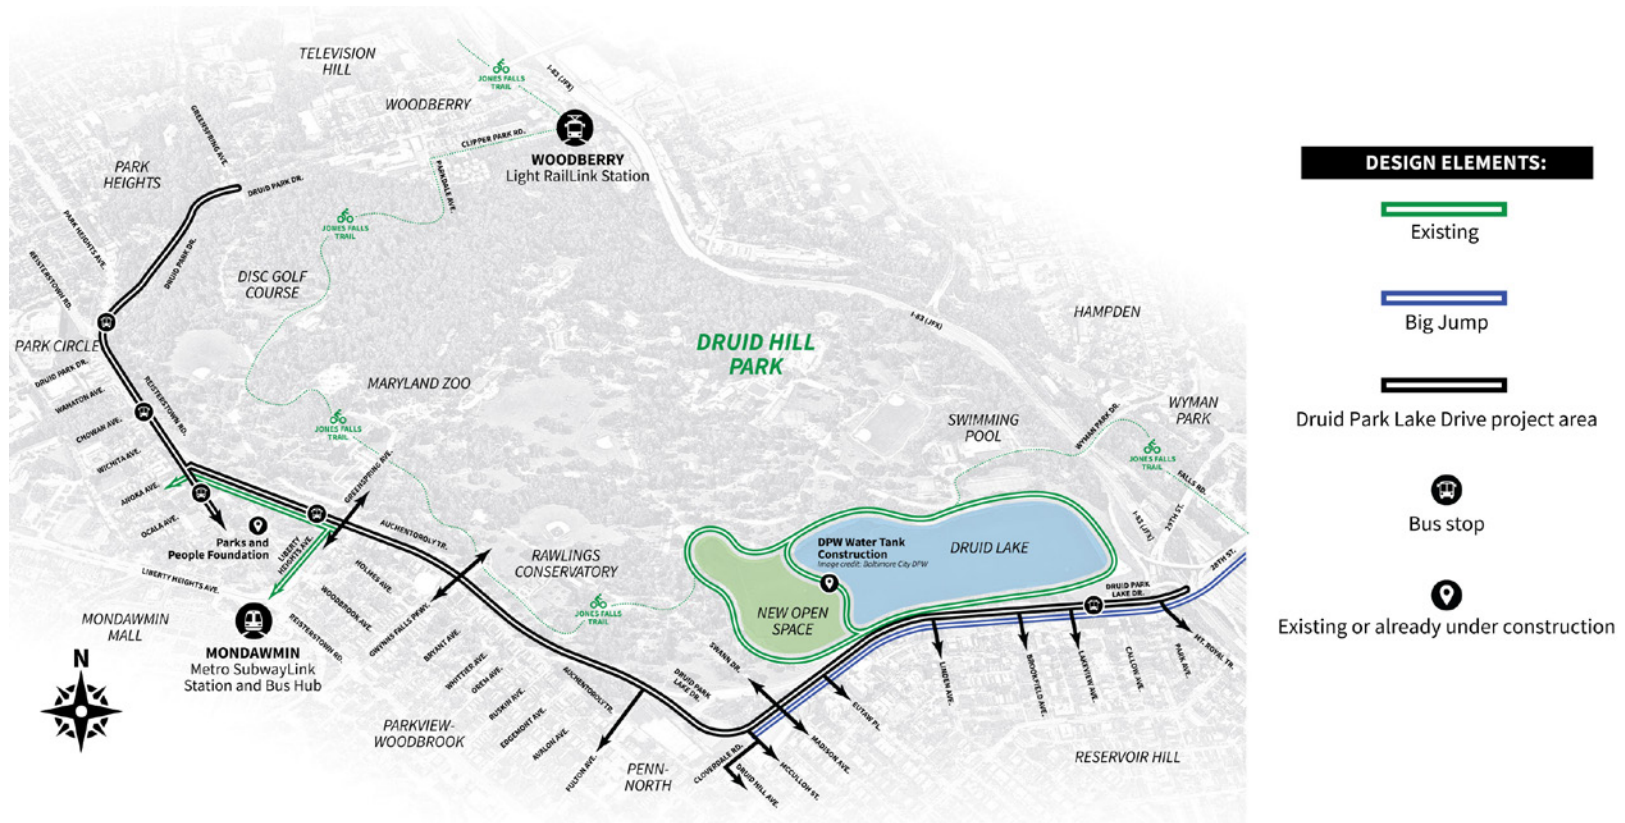 TELEVISION
HILL
JONES FALLS
TRAIL
I-83 (JFX)
WOODBERRY
GREENSPRING AVE.
CLIPPER PARK RD.
WOODBERRY
Light RailLink Station
PARK
HEIGHTS
DRUID PARK DR.
PARKDALE AVE.
PARK HEIGHTS AVE.
JONES FALLS
TRAIL
REISTERSTOWN RD.
DRUID PARK DR.
DISC GOLF
COURSE
I-83 (JFX)
HAMPDEN
DRUID HILL
PARK
PARK CIRCLE
DRUID PARK DR.
MARYLAND ZOO
WAHATON AVE.
REISTERSTOWN RD.
CHOWAN AVE.
JONES FALLS
TRAIL
SWIMMING
POOL
WYMAN PARK DR.
WYMAN
PARK
JONES FALLS
TRAIL
FALLS RD.
WICHITA AVE.
GREENSPRING AVE.
AHOKA AVE.
OCALA AVE.
AUCHENTOROLY TR.
I-83 (JFX)
29TH ST.
28TH ST.
Parks and
People Foundation
LIBERTY
HEIGHTS AVE.
LIBERTY HEIGHTS AVE.
RAWLINGS
CONSERVATORY
DPW Water Tank
Construction
Image credit: Baltimore City DPW
DRUID LAKE
NEW OPEN
SPACE
DRUID PARK
LAKE DR.
JONES FALLS
TRAIL
HOLMES AVE.
WOODBROOK AVE.
GWYNNS FALLS PKWY.
MONDAWMIN
MALL
REISTERSTOWN RD.
MONDAWMIN
Metro SubwayLink
Station and Bus Hub
BRYANT AVE.
WHITTIER AVE.
OREM AVE.
RUSKIN AVE.
EDGEMONT AVE.
AVALON AVE.
AUCHENTOROLY TR.
FULTON AVE.
DRUID PARK
LAKE DR.
SWANN DR.
EUTAW PL.
LINDEN AVE.
BROOKFIELD AVE.
LAKEVIEW AVE.
CALLOW AVE.
PARK AVE.
MT. ROYAL TR.
N
PARKVIEW-
WOODBROOK
PENN-
NORTH
CLOVERDALE RD.
DRUID HILL AVE.
MCCULLOH ST.
MADISON AVE.
RESERVOIR HILL
DESIGN ELEMENTS:
Existing
Big Jump
Druid Park Lake Drive project area
Bus stop
Existing or already under construction